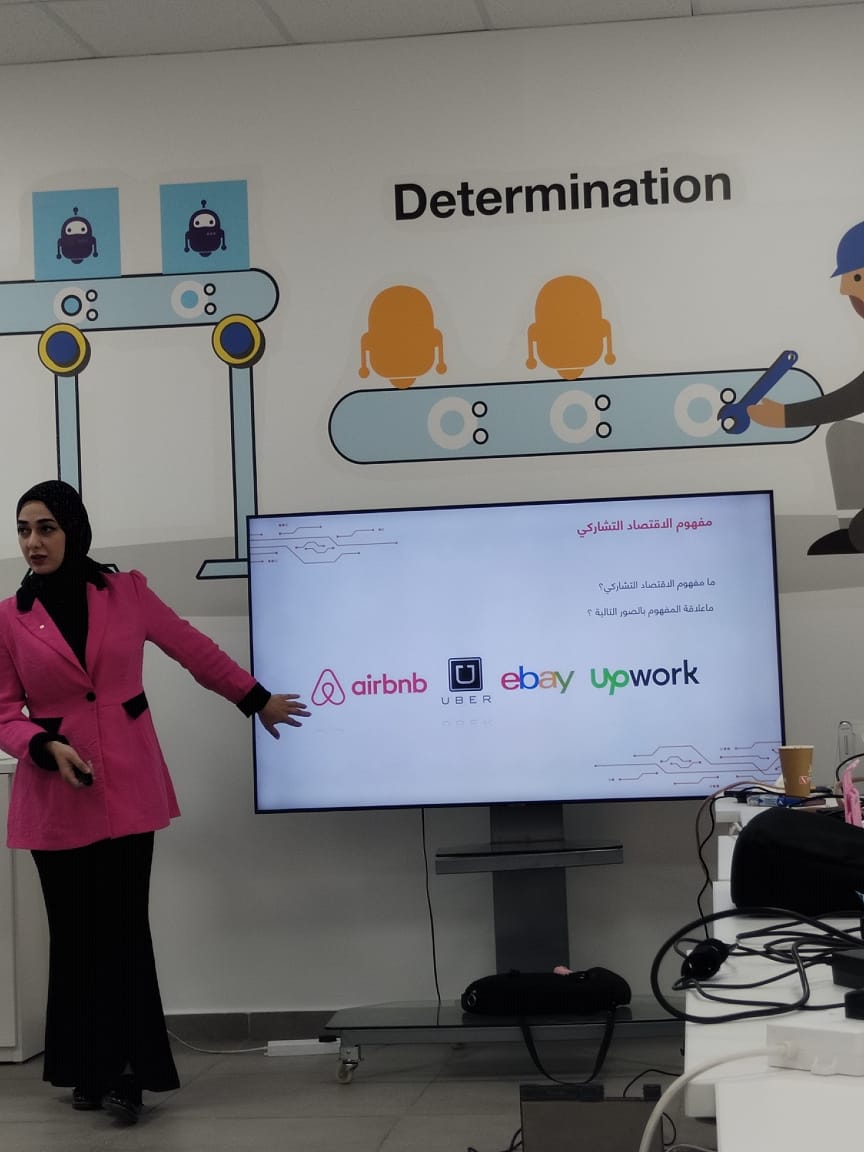 Determination
مفهوم الاقتصاد التشاركي
ما مفهوم الاقتصاد التشاركي؟
ماعلاقة المفهوم بالصور التالية ؟
airbnb UBER ebay upwork